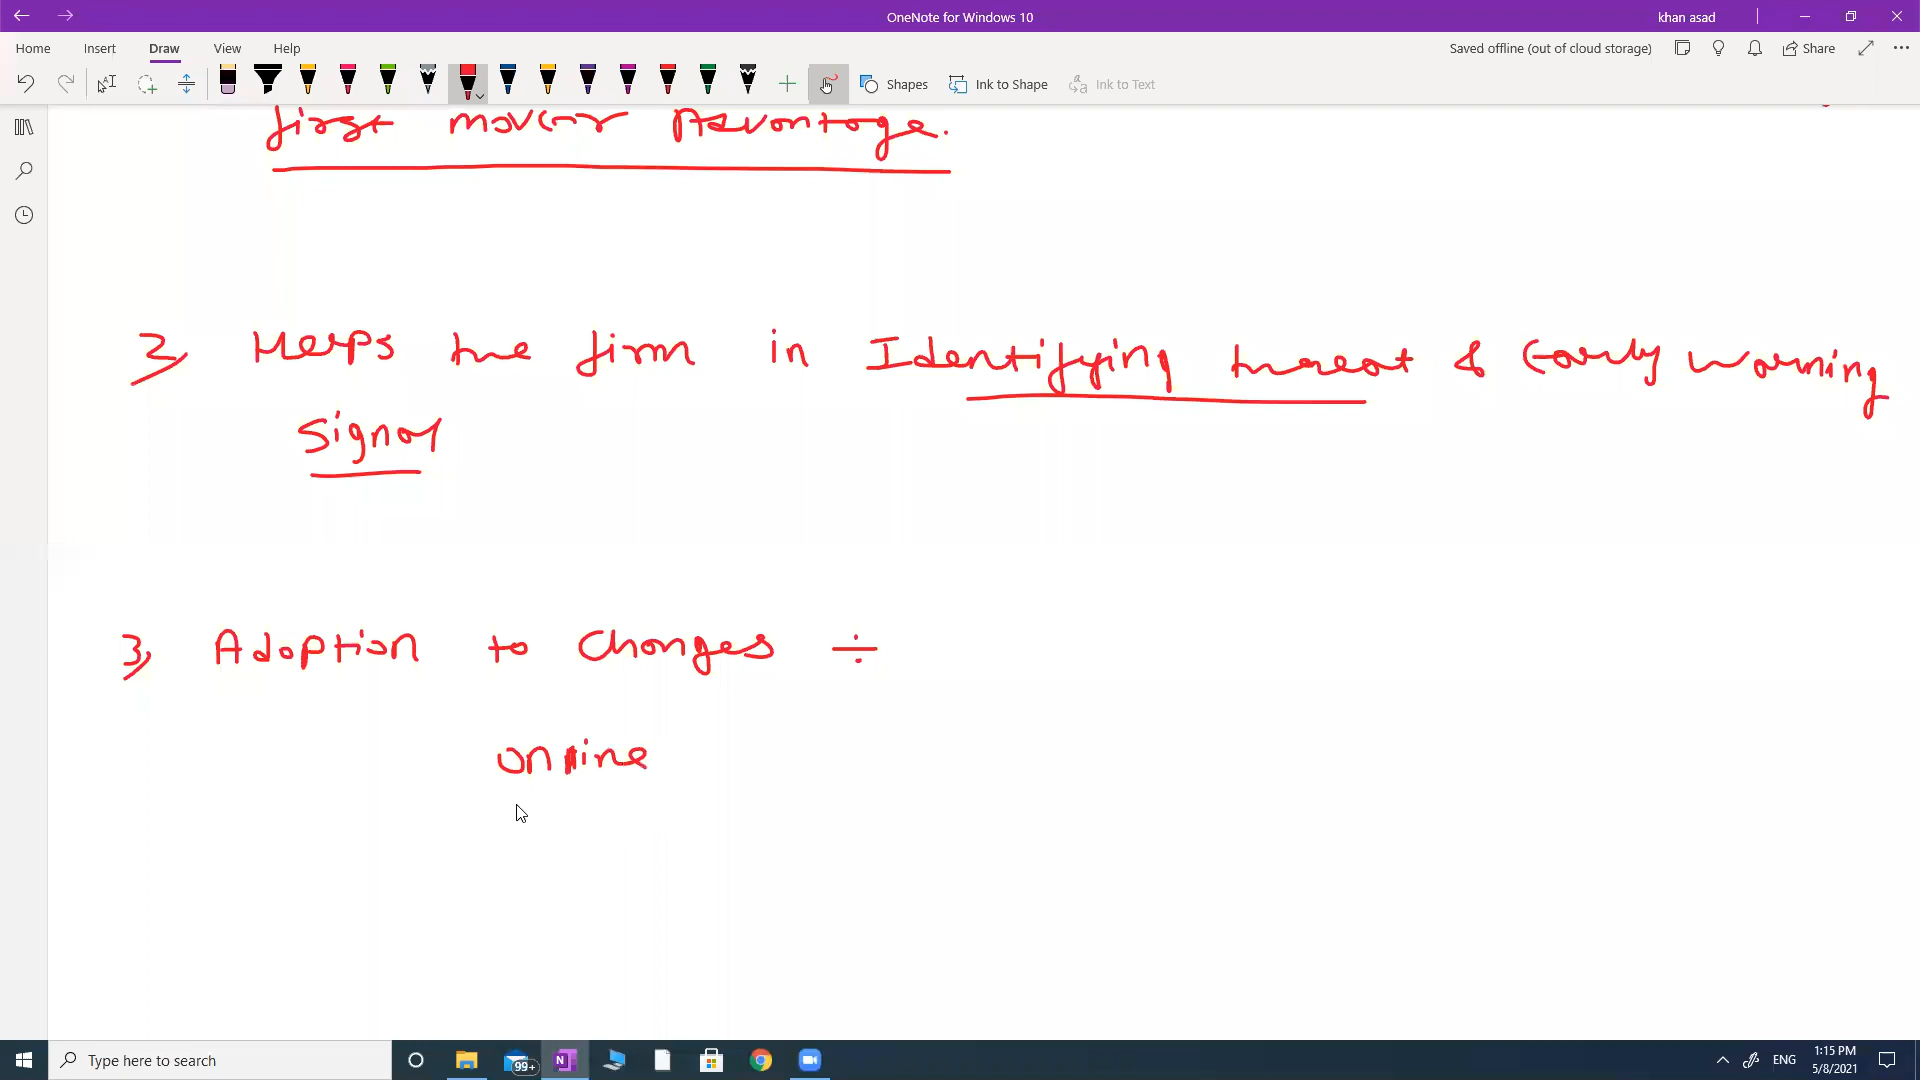 OneNote for Windows 10
khan asad
Home Insert Draw View Help
Saved offline (out of cloud storage)
Share
Shapes
Ink to Shape
Ink to Text
first mover Advantage.
2, Helps the firm in Identifying threat & Early Warning
Signal
3, Adoption to Changes ÷
online
Type here to search
99+
ENG
1:15 PM
5/8/2021